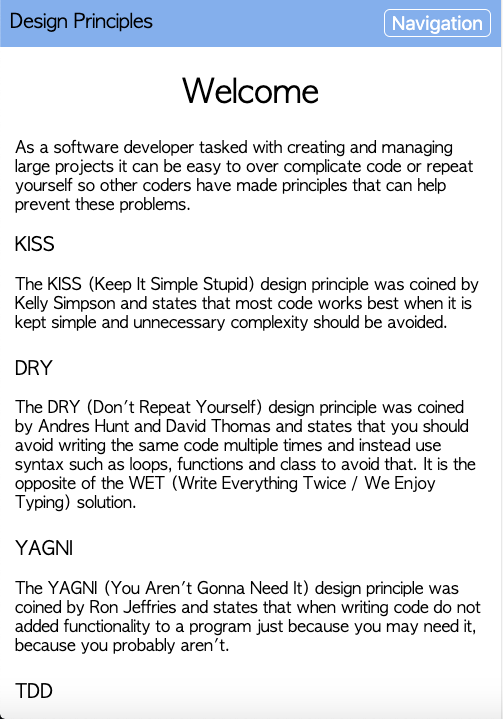 Design Principles
Navigation
Welcome
As a software developer tasked with creating and managing
large projects it can be easy to over complicate code or repeat
yourself so other coders have made principles that can help
prevent these problems.
KISS
The KISS (Keep It Simple Stupid) design principle was coined by
Kelly Simpson and states that most code works best when it is
kept simple and unnecessary complexity should be avoided.
DRY
The DRY (Don't Repeat Yourself) design principle was coined
by Andres Hunt and David Thomas and states that you should
avoid writing the same code multiple times and instead use
syntax such as loops, functions and class to avoid that. It is the
opposite of the WET (Write Everything Twice / We Enjoy
Typing) solution.
YAGNI
The YAGNI (You Aren't Gonna Need It) design principle was
coined by Ron Jeffries and states that when writing code do not
added functionality to a program just because you may need it,
because you probably aren't.
TDD